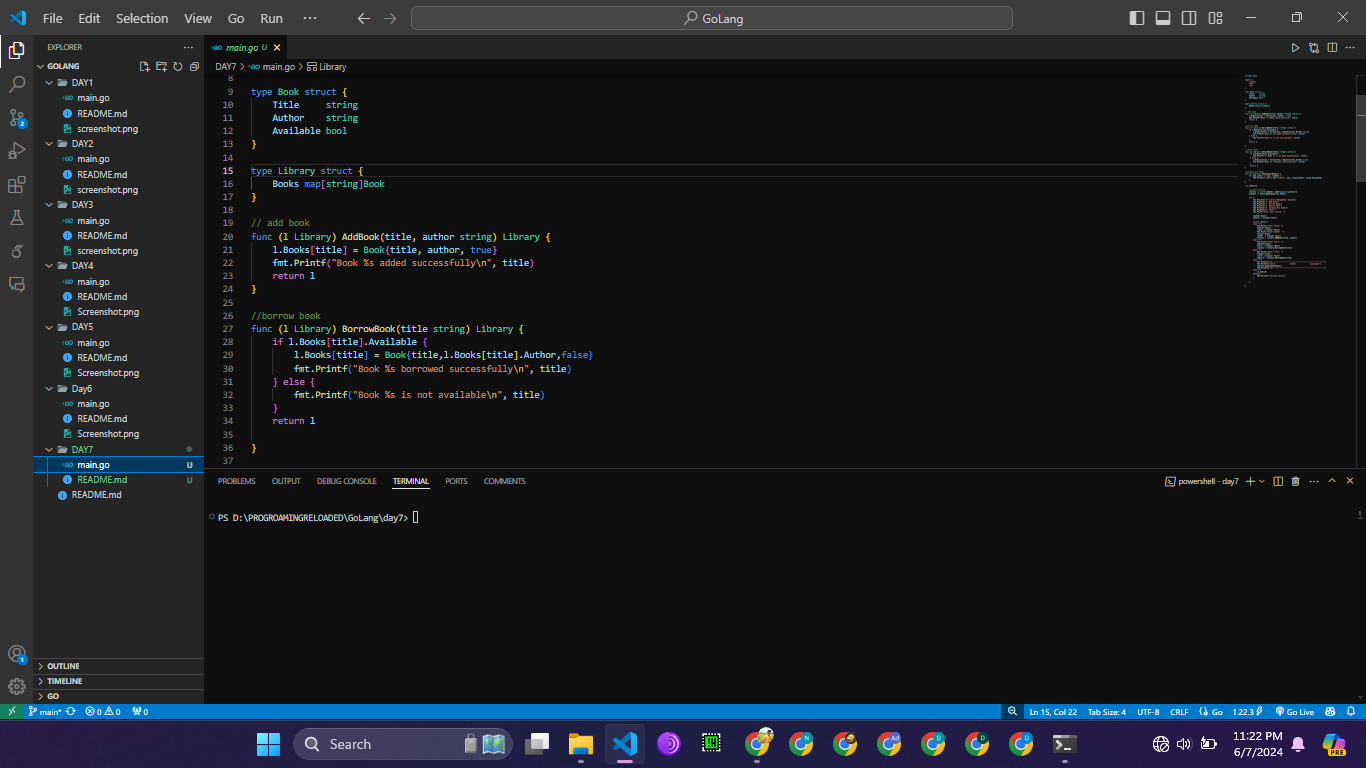 File Edit Selection View Go Run ··· GoLang
EXPLORER ···
GOLANG
DAY1
main.go
README.md
screenshot.png
DAY2
main.go
README.md
screenshot.png
DAY3
main.go
README.md
screenshot.png
DAY4
main.go
README.md
Screenshot.png
DAY5
main.go
README.md
Screenshot.png
Day6
main.go
README.md
Screenshot.png
DAY7
main.go U
README.md U
README.md
OUTLINE
TIMELINE
GO
main.go U
DAY7 > main.go > Library
8
9 type Book struct {
10 Title string
11 Author string
12 Available bool
13 }
14
15 type Library struct {
16 Books map[string]Book
17 }
18
19 // add book
20 func (l Library) AddBook(title, author string) Library {
21 l.Books[title] = Book{title, author, true}
22 fmt.Printf("Book %s added successfully\n", title)
23 return l
24 }
25
26 //borrow book
27 func (l Library) BorrowBook(title string) Library {
28 if l.Books[title].Available {
29 l.Books[title] = Book{title,l.Books[title].Author,false}
30 fmt.Printf("Book %s borrowed successfully\n", title)
31 } else {
32 fmt.Printf("Book %s is not available\n", title)
33 }
34 return l
35
36 }
37
PROBLEMS OUTPUT DEBUG CONSOLE TERMINAL PORTS COMMENTS powershell - day7
PS D:\PROGROAMINGRELOADED\GoLang\day7>
2
1
main* 0 0 0 Ln 15, Col 22 Tab Size: 4 UTF-8 CRLF Go 1.22.3 Go Live
Search
11:22 PM
6/7/2024
PRE